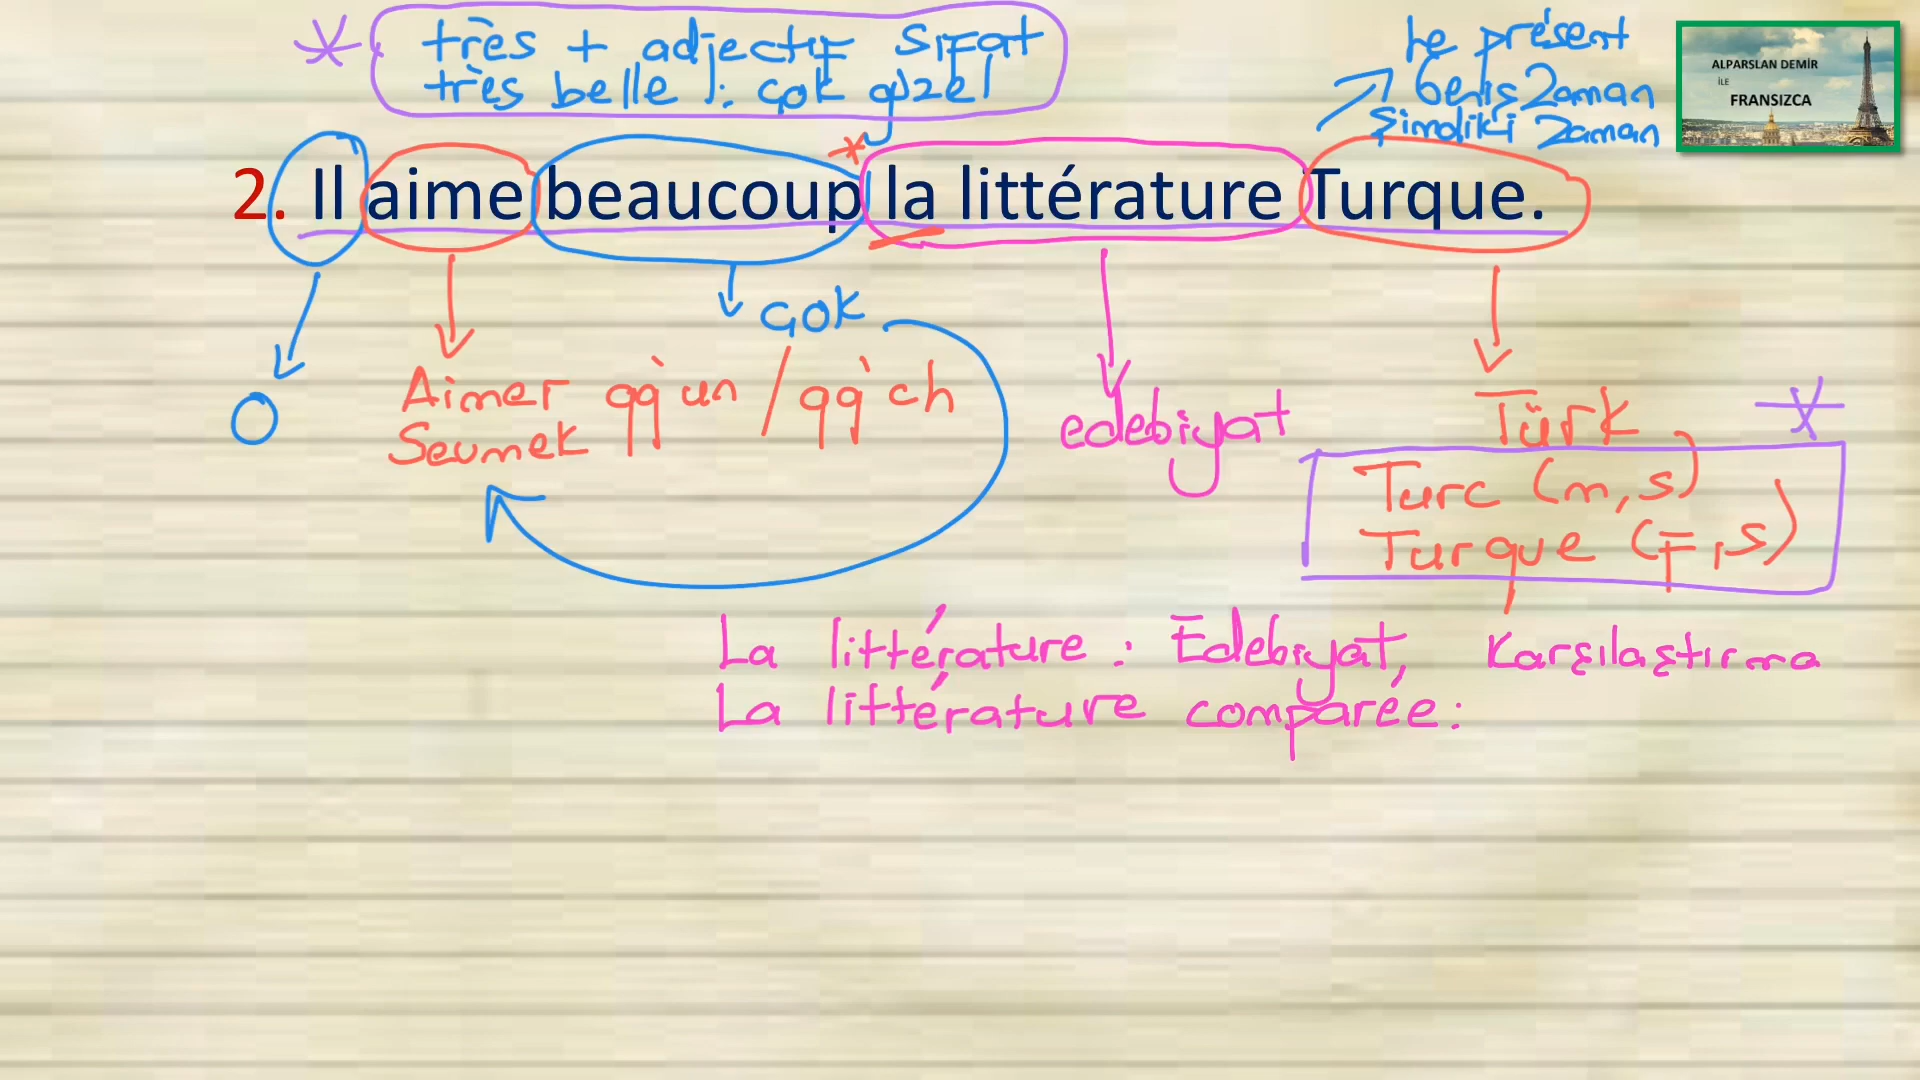 très + adjectif Sıfat
très belle : çok güzel
Le présent
Geniş Zaman
Şimdiki Zaman
ALPARSLAN DEMİR
İLE
FRANSIZCA
2. Il aime beaucoup la littérature Turque.
çok
O
Aimer qq'un / qq'ch
Sevmek
edebiyat
Türk
Turc (m,s)
Turque (F,s)
La littérature : Edebiyat, Karşılaştırma
La littérature comparée: